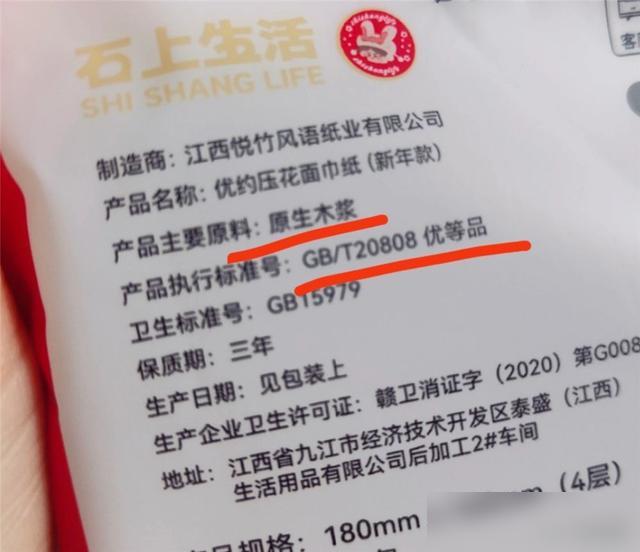 石上生活
SHI SHANG LIFE
shishanglife
shishanglife
制造商：江西悦竹风语纸业有限公司
产品名称：优约压花面巾纸（新年款）
产品主要原料：原生木浆
产品执行标准号：GB/T20808 优等品
卫生标准号：GB15979
保质期：三年
生产日期：见包装上
生产企业卫生许可证：赣卫消证字（2020）第G008
地址：江西省九江市经济技术开发区泰盛（江西）
生活用品有限公司后加工2#车间
品规格：180mm
（4层）